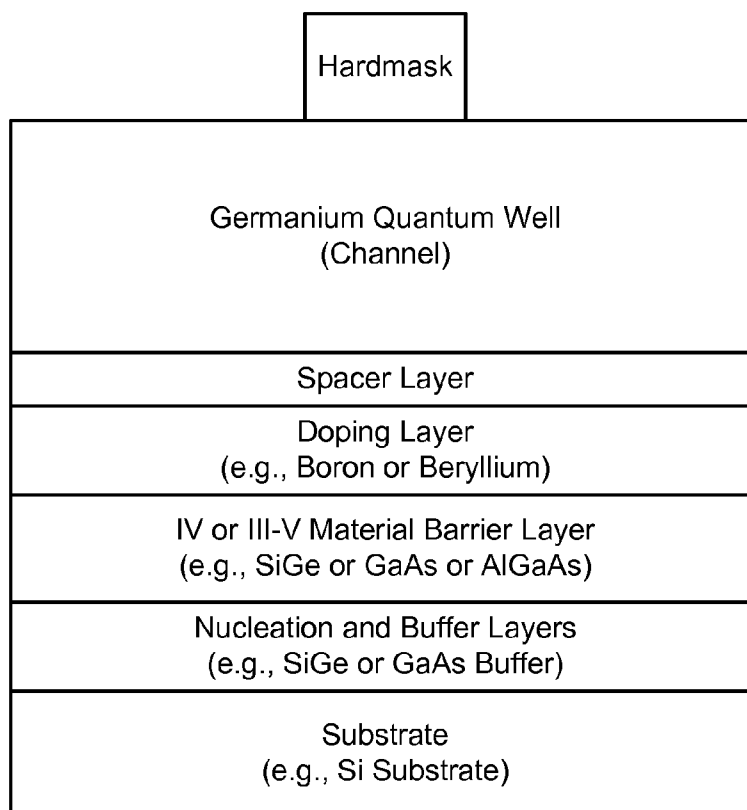 Hardmask
Germanium Quantum Well
(Channel)
Spacer Layer
Doping Layer
(e.g., Boron or Beryllium)
IV or III-V Material Barrier Layer
(e.g., SiGe or GaAs or AlGaAs)
Nucleation and Buffer Layers
(e.g., SiGe or GaAs Buffer)
Substrate
(e.g., Si Substrate)